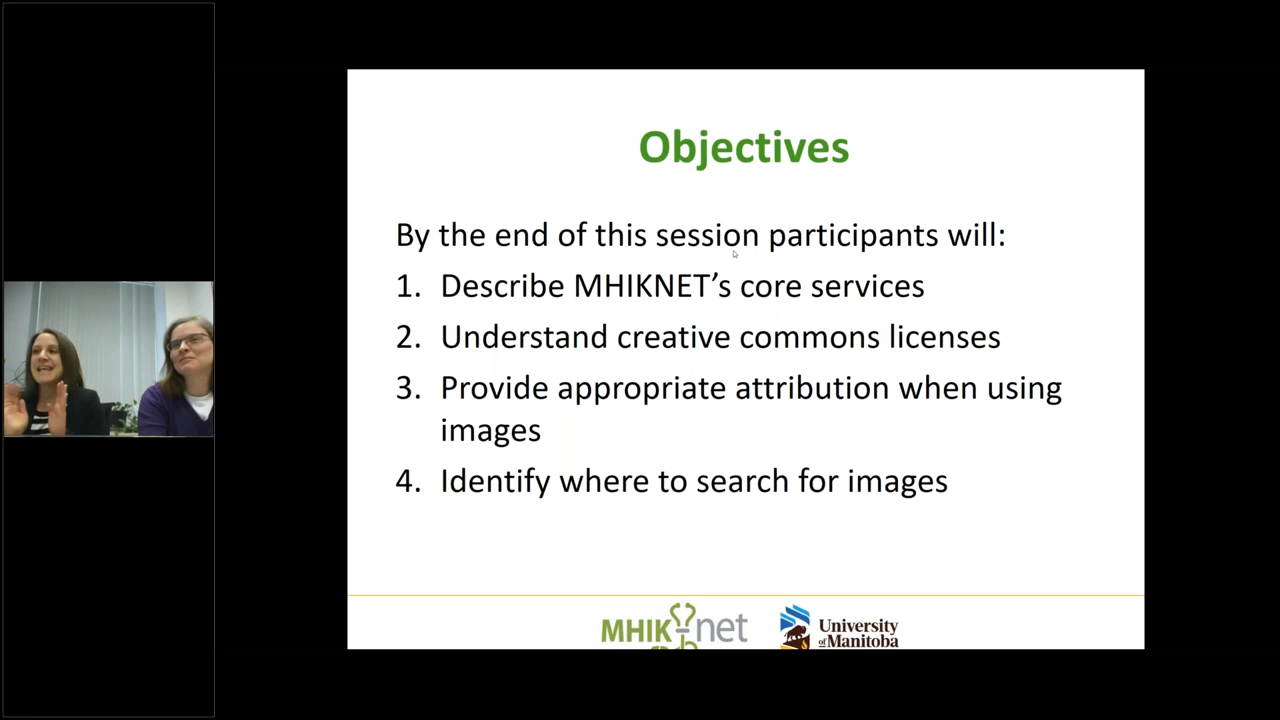 Objectives
By the end of this session participants will:
1. Describe MHIKNET’s core services
2. Understand creative commons licenses
3. Provide appropriate attribution when using
images
4. Identify where to search for images
MHIK net
University
of Manitoba